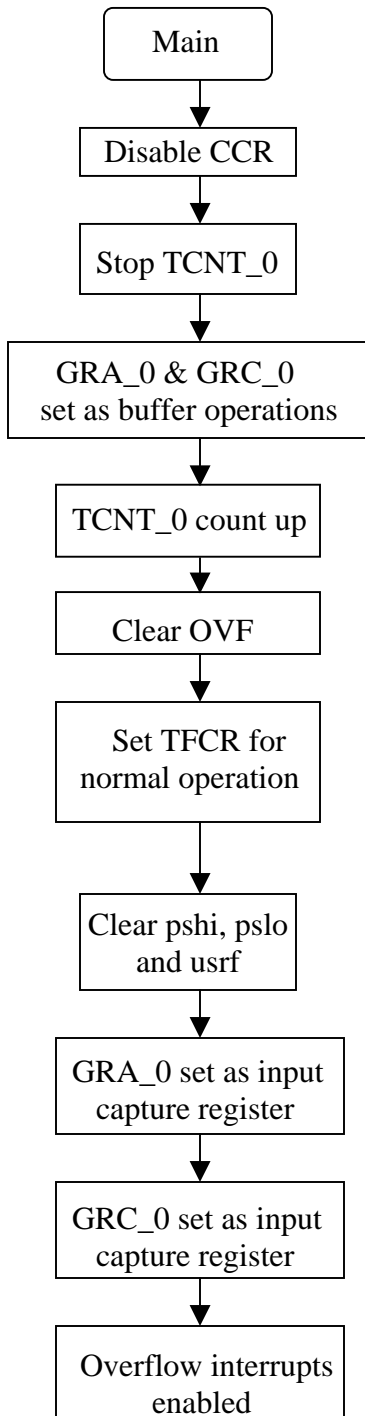 Main
Disable CCR
Stop TCNT_0
GRA_0 & GRC_0
set as buffer operations
TCNT_0 count up
Clear OVF
Set TFCR for
normal operation
Clear pshi, pslo
and usrf
GRA_0 set as input
capture register
GRC_0 set as input
capture register
Overflow interrupts
enabled